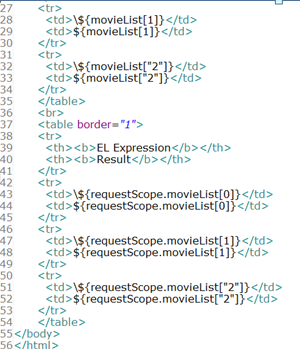 27 <tr>
28 <td>\${movieList[1]}</td>
29 <td>${movieList[1]}</td>
30 </tr>
31 <tr>
32 <td>\${movieList["2"]}</td>
33 <td>${movieList["2"]}</td>
34 </tr>
35 </table>
36 <br>
37 <table border="1">
38 <tr>
39 <th><b>EL Expression</b></th>
40 <th><b>Result</b></th>
41 </tr>
42 <tr>
43 <td>\${requestScope.movieList[0]}</td>
44 <td>${requestScope.movieList[0]}</td>
45 </tr>
46 <tr>
47 <td>\${requestScope.movieList[1]}</td>
48 <td>${requestScope.movieList[1]}</td>
49 </tr>
50 <tr>
51 <td>\${requestScope.movieList["2"]}</td>
52 <td>${requestScope.movieList["2"]}</td>
53 </tr>
54 </table>
55 </body>
56 </html>